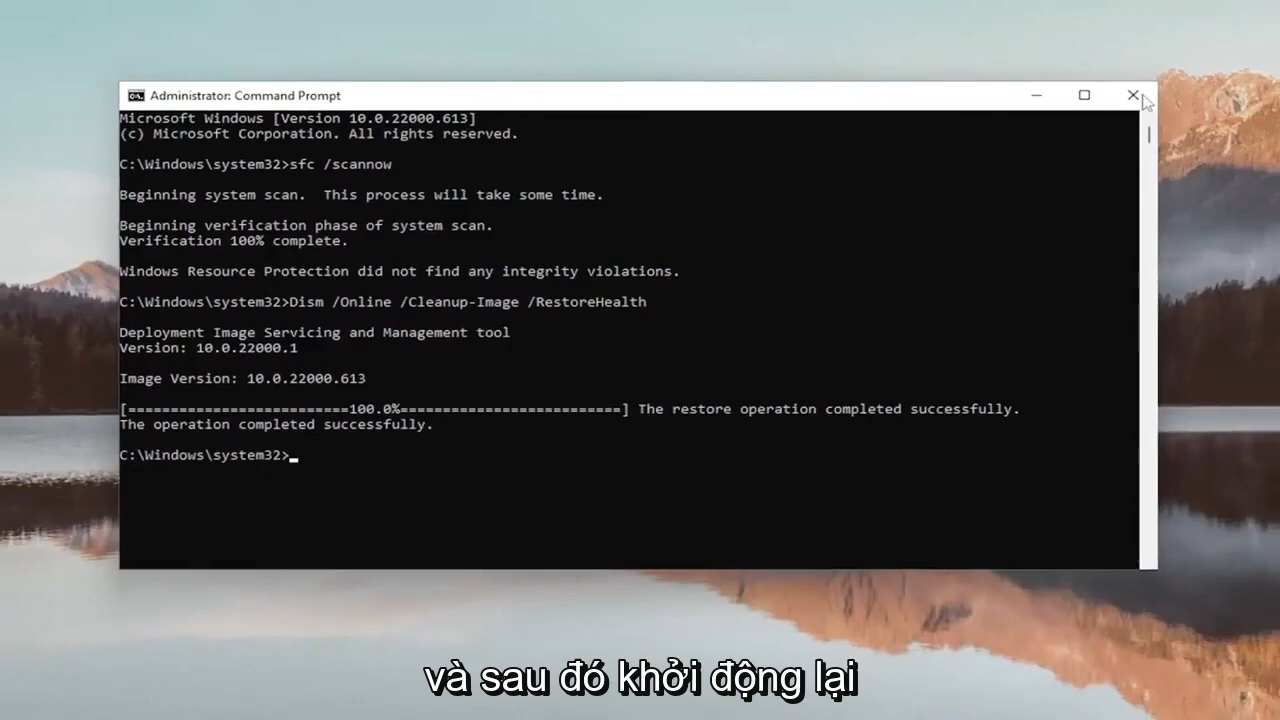 Administrator: Command Prompt
Microsoft Windows [Version 10.0.22000.613]
(c) Microsoft Corporation. All rights reserved.
C:\Windows\system32>sfc /scannow
Beginning system scan.  This process will take some time.
Beginning verification phase of system scan.
Verification 100% complete.
Windows Resource Protection did not find any integrity violations.
C:\Windows\system32>Dism /Online /Cleanup-Image /RestoreHealth
Deployment Image Servicing and Management tool
Version: 10.0.22000.1
Image Version: 10.0.22000.613
[==========================100.0%==========================] The restore operation completed successfully.
The operation completed successfully.
C:\Windows\system32>
và sau đó khởi động lại